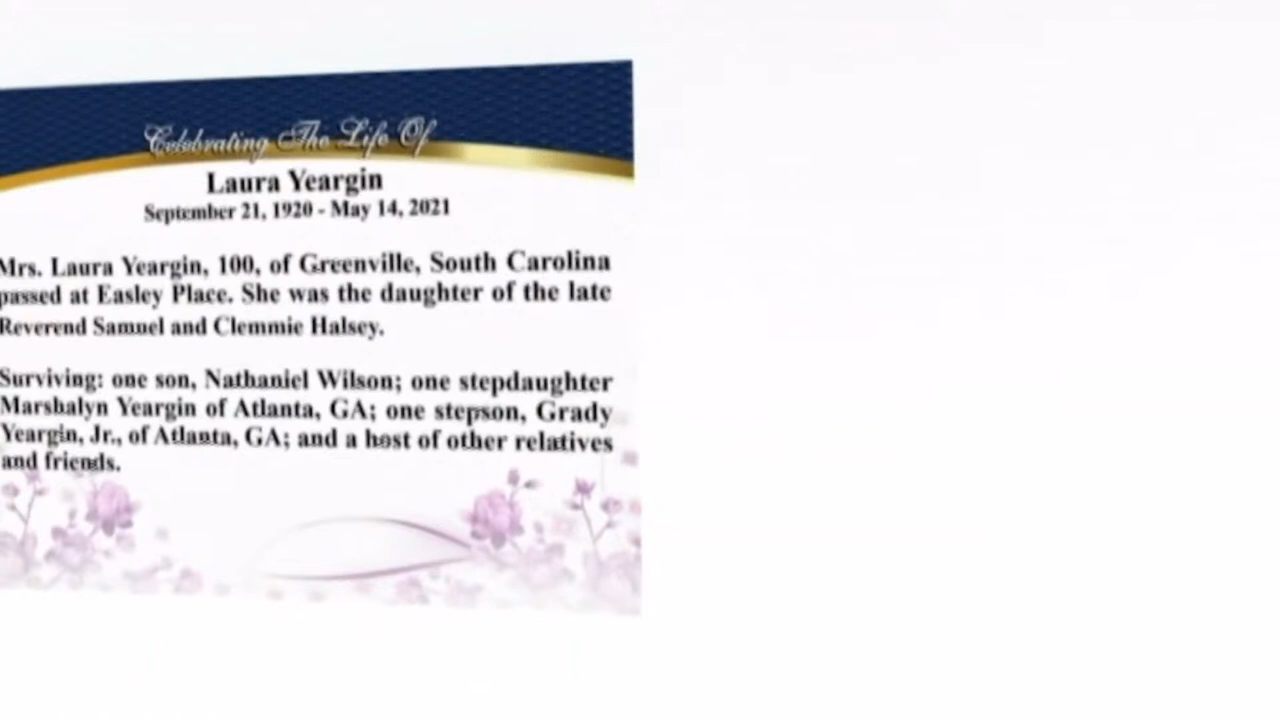 Celebrating The Life Of
Laura Yeargin
September 21, 1920 - May 14, 2021
Mrs. Laura Yeargin, 100, of Greenville, South Carolina
passed at Easley Place. She was the daughter of the late
Reverend Samuel and Clemmie Halsey.
Surviving: one son, Nathaniel Wilson; one stepdaughter
Marshalyn Yeargin of Atlanta, GA; one stepson, Grady
Yeargin, Jr., of Atlanta, GA; and a host of other relatives
and friends.